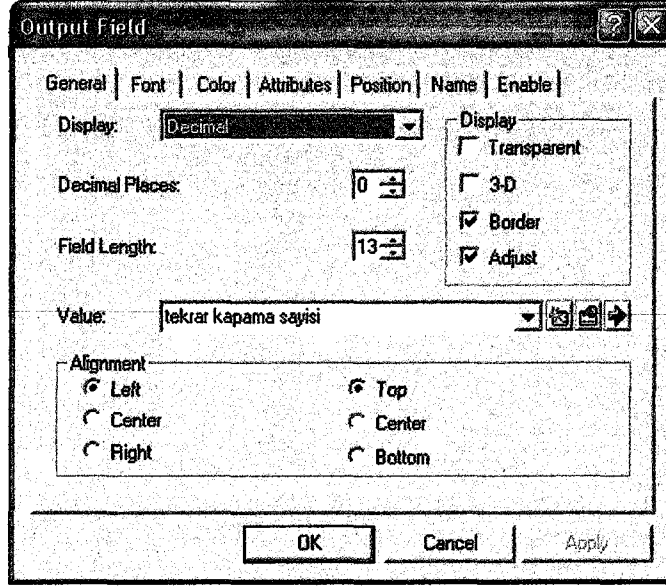 Output Field
General Font Color Attributes Position Name Enable
Display: Decimal
Display
Transparent
Decimal Places: 0
3-D
Border
Field Length: 13
Adjust
Value: tekrar kapama sayisi
Alignment
Left Top
Center Center
Right Bottom
OK Cancel Apply